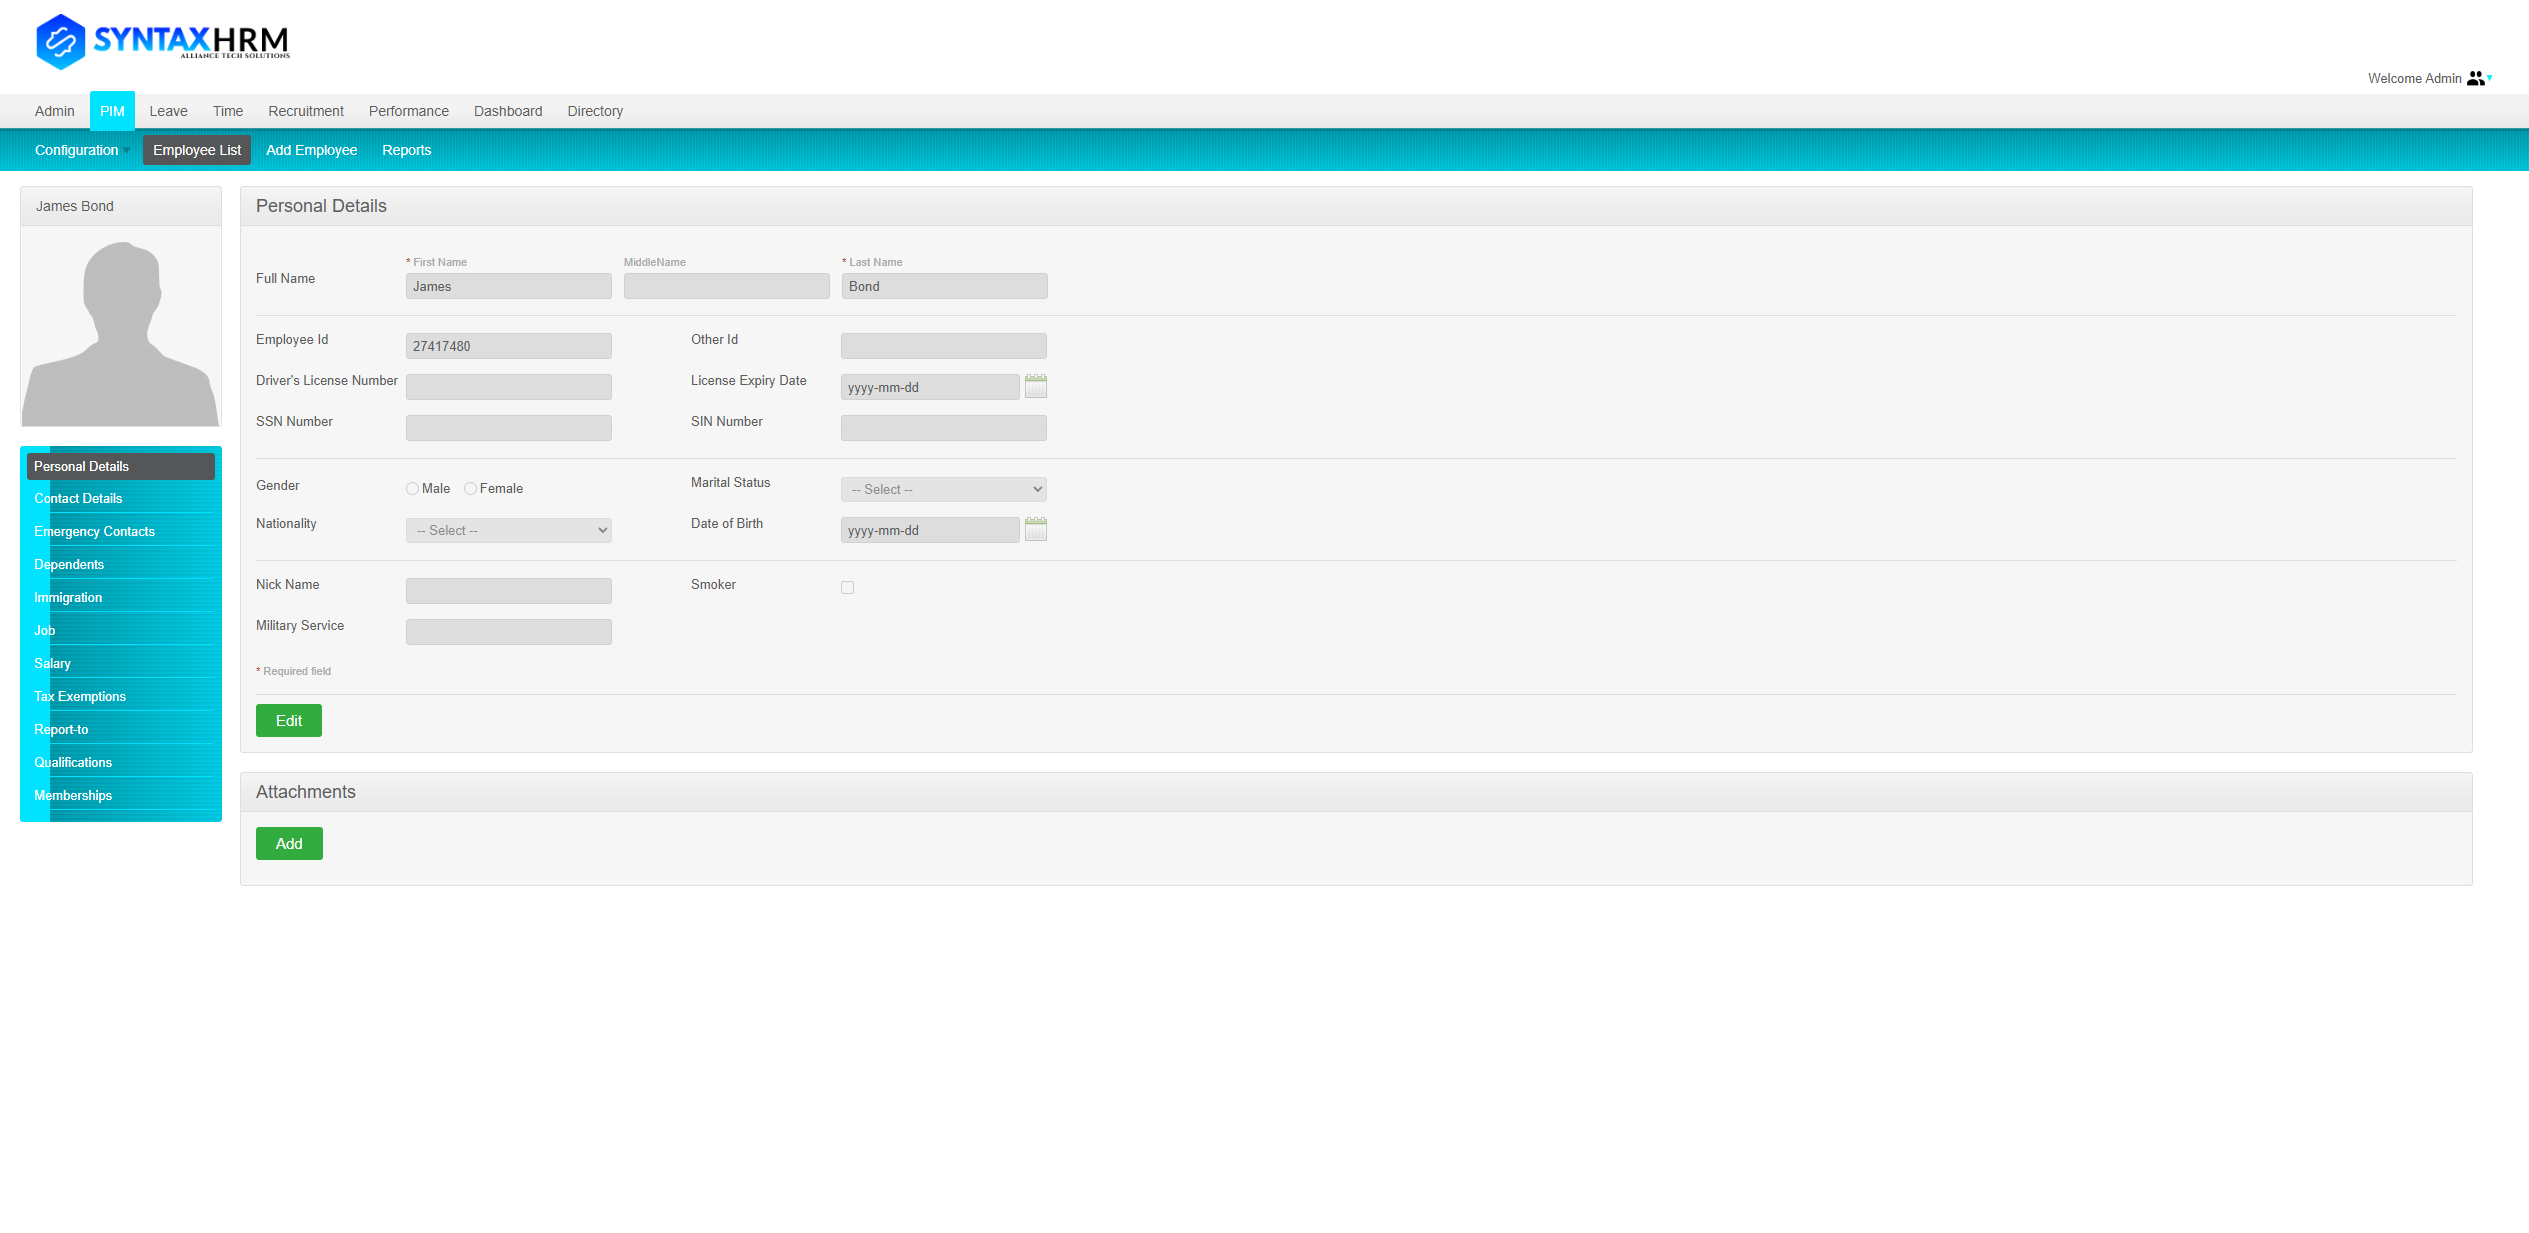 SYNTAXHRM
ALLIANCE TECH SOLUTIONS
Welcome Admin
Admin PIM Leave Time Recruitment Performance Dashboard Directory
Configuration Employee List Add Employee Reports
James Bond
Personal Details
Contact Details
Emergency Contacts
Dependents
Immigration
Job
Salary
Tax Exemptions
Report-to
Qualifications
Memberships
Personal Details
* First Name MiddleName * Last Name
Full Name James Bond
Employee Id 27417480 Other Id
Driver's License Number License Expiry Date yyyy-mm-dd
SSN Number SIN Number
Gender Male Female Marital Status -- Select --
Nationality -- Select -- Date of Birth yyyy-mm-dd
Nick Name Smoker
Military Service
* Required field
Edit
Attachments
Add